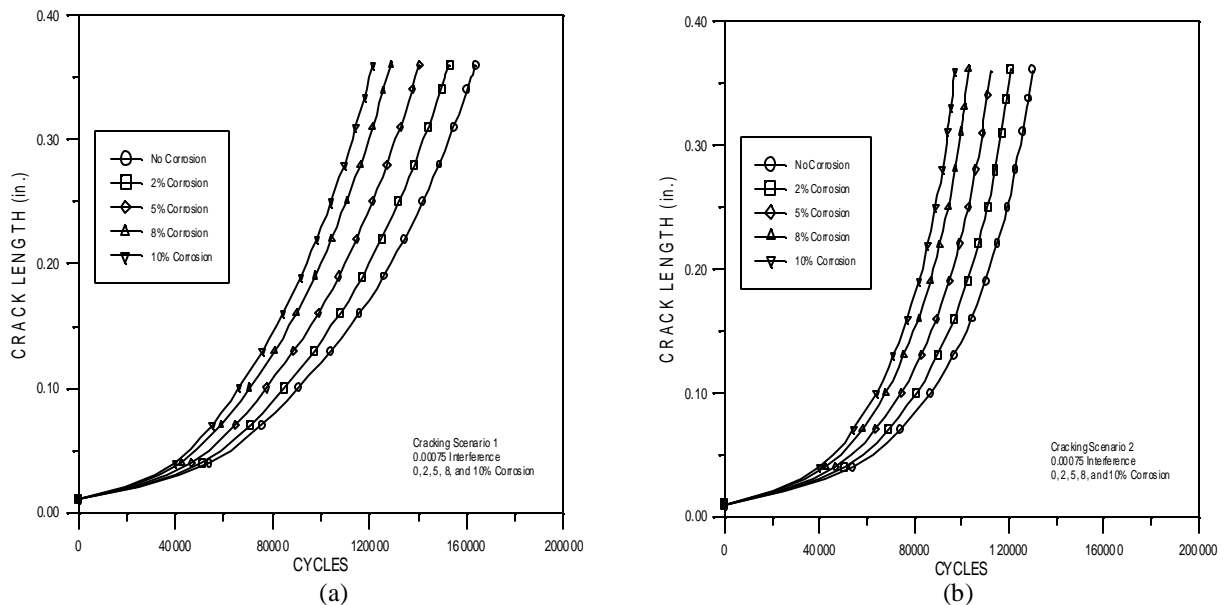 0.40
0.30
0.20
0.10
0.00
CRACK LENGTH (in.)
No Corrosion
2% Corrosion
5% Corrosion
8% Corrosion
10% Corrosion
Cracking Scenario 1
0.00075 Interference
0, 2, 5, 8, and 10% Corrosion
0 40000 80000 120000 160000 200000
CYCLES
(a)
0.40
0.30
0.20
0.10
0.00
CRACK LENGTH (in.)
No Corrosion
2% Corrosion
5% Corrosion
8% Corrosion
10% Corrosion
Cracking Scenario 2
0.00075 Interference
0, 2, 5, 8, and 10% Corrosion
0 40000 80000 120000 160000 200000
CYCLES
(b)